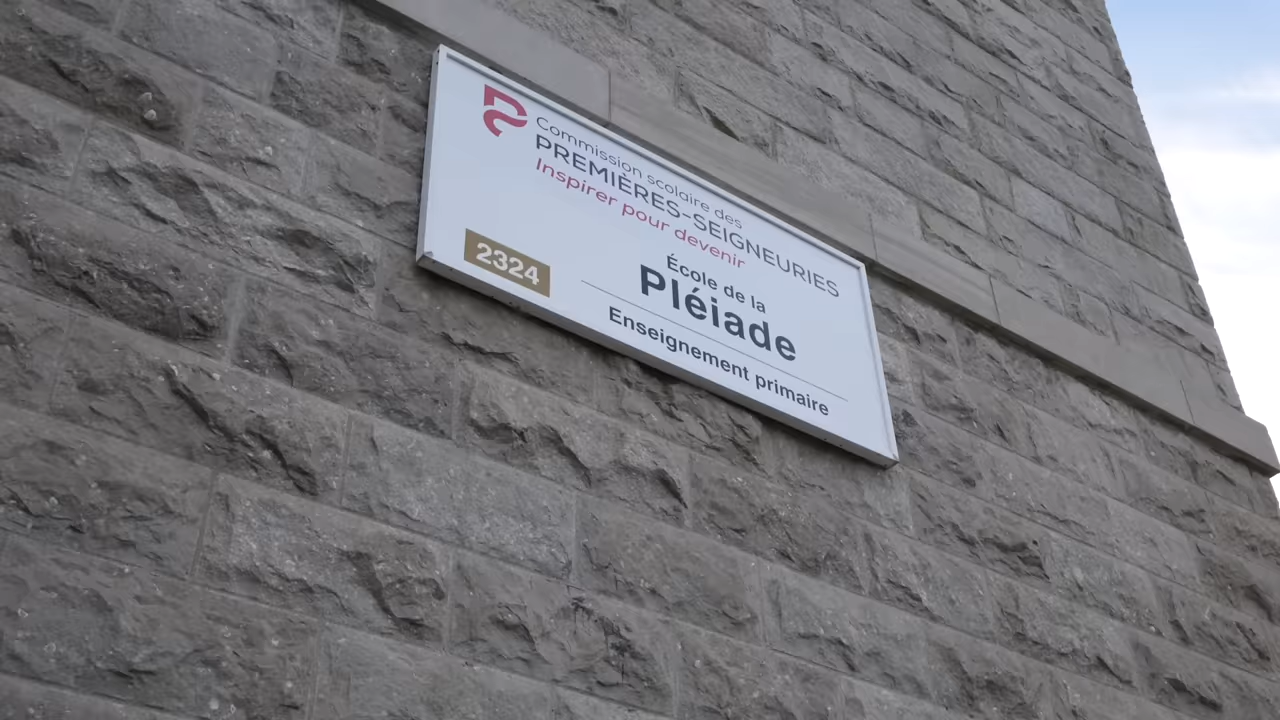 Commission scolaire des
PREMIÈRES-SEIGNEURIES
Inspirer pour devenir
2324
École de la
Pléiade
Enseignement primaire